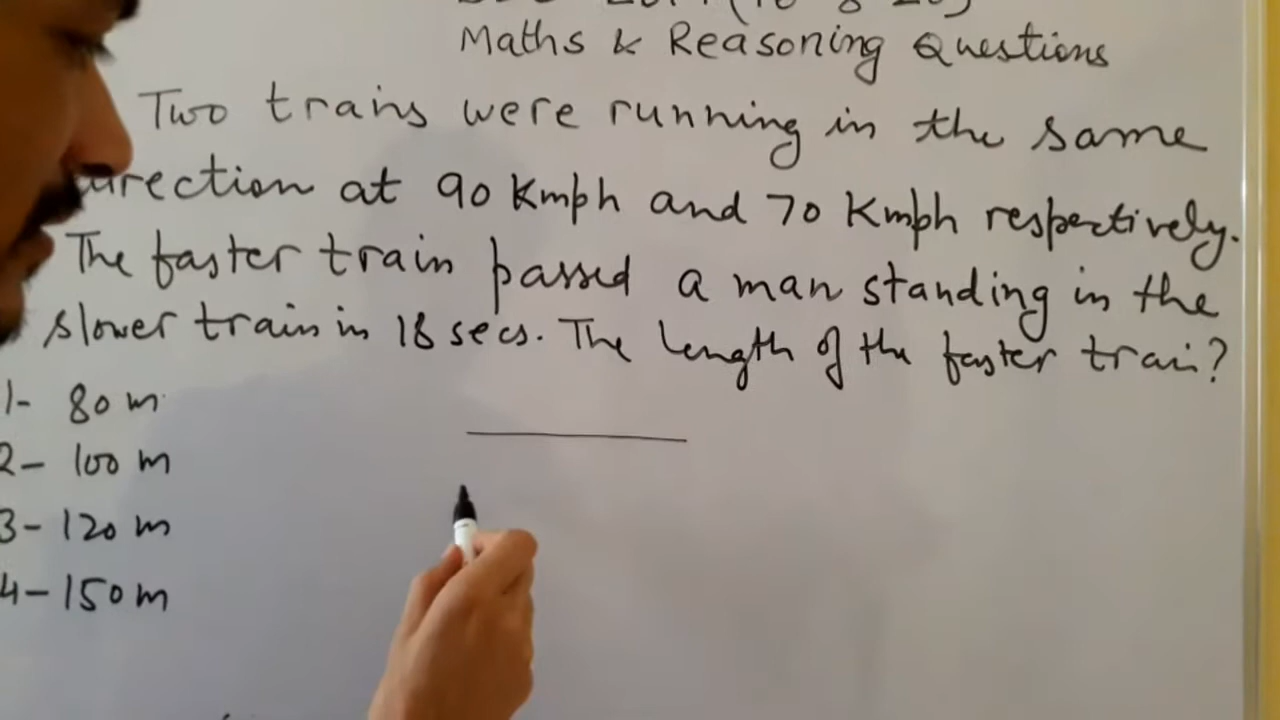 Maths & Reasoning Questions
Two trains were running in the same
direction at 90 Kmph and 70 Kmph respectively.
The faster train passed a man standing in the
slower train in 18 secs. The length of the faster train?
1- 80 m
2- 100 m
3- 120 m
4- 150 m